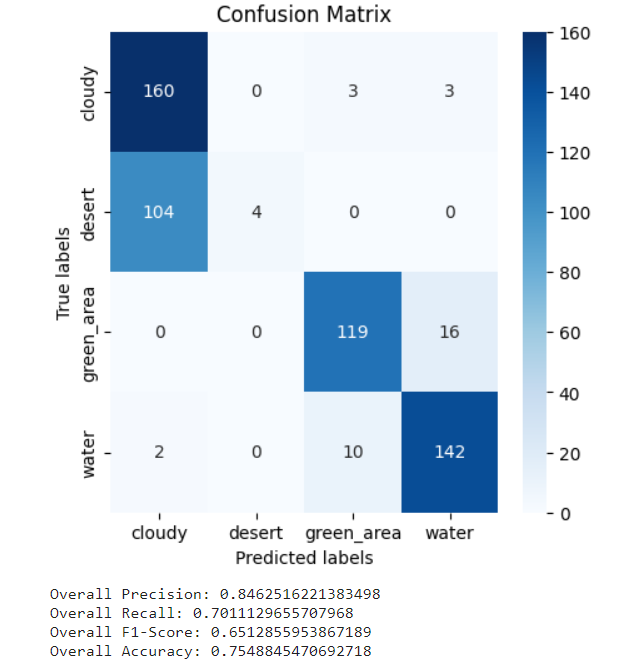 Confusion Matrix
cloudy 160 0 3 3
desert 104 4 0 0
green_area 0 0 119 16
water 2 0 10 142
True labels
cloudy desert green_area water
Predicted labels
160
140
120
100
80
60
40
20
0
Overall Precision: 0.8462516221383498
Overall Recall: 0.7011129655707968
Overall F1-Score: 0.6512855953867189
Overall Accuracy: 0.7548845470692718